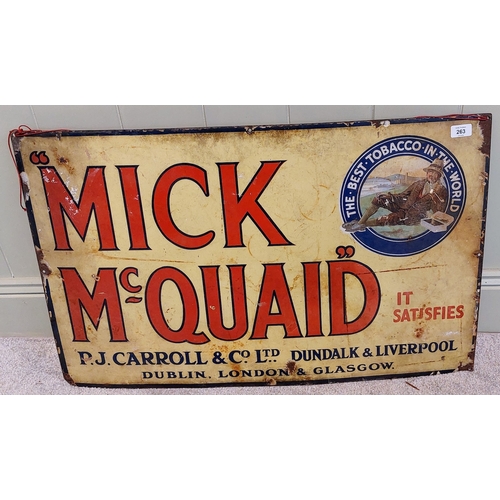 263
THE · BEST · TOBACCO · IN · THE · WORLD
"MICK
McQUAID"
IT
SATISFIES
P.J. CARROLL & Co. LTD. DUNDALK & LIVERPOOL
DUBLIN, LONDON & GLASGOW.